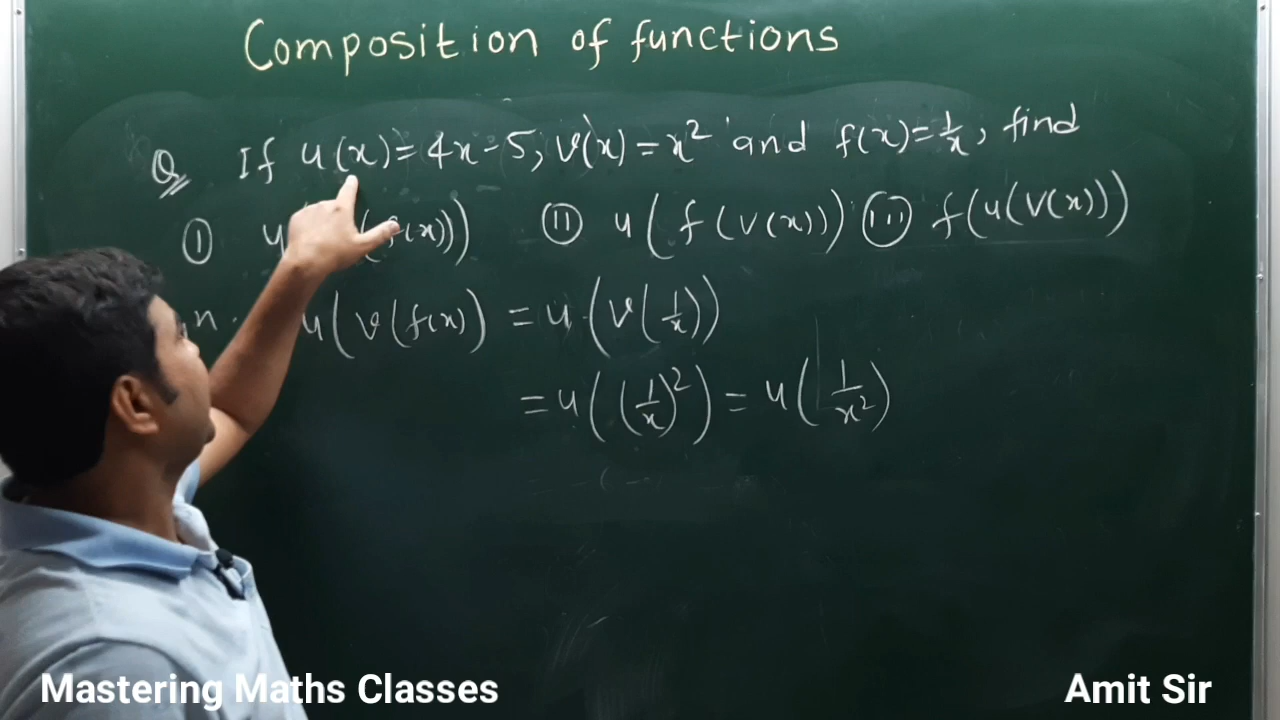 Composition of functions
Q If u(x)=4x-5, v(x)=x² and f(x)=1/x, find
(I) u (f(x))) (II) u(f(v(x))) (III) f(u(v(x)))
n. u(v(f(x)) = u(v(1/x))
= u((1/x)²) = u(1/x²)
Mastering Maths Classes
Amit Sir